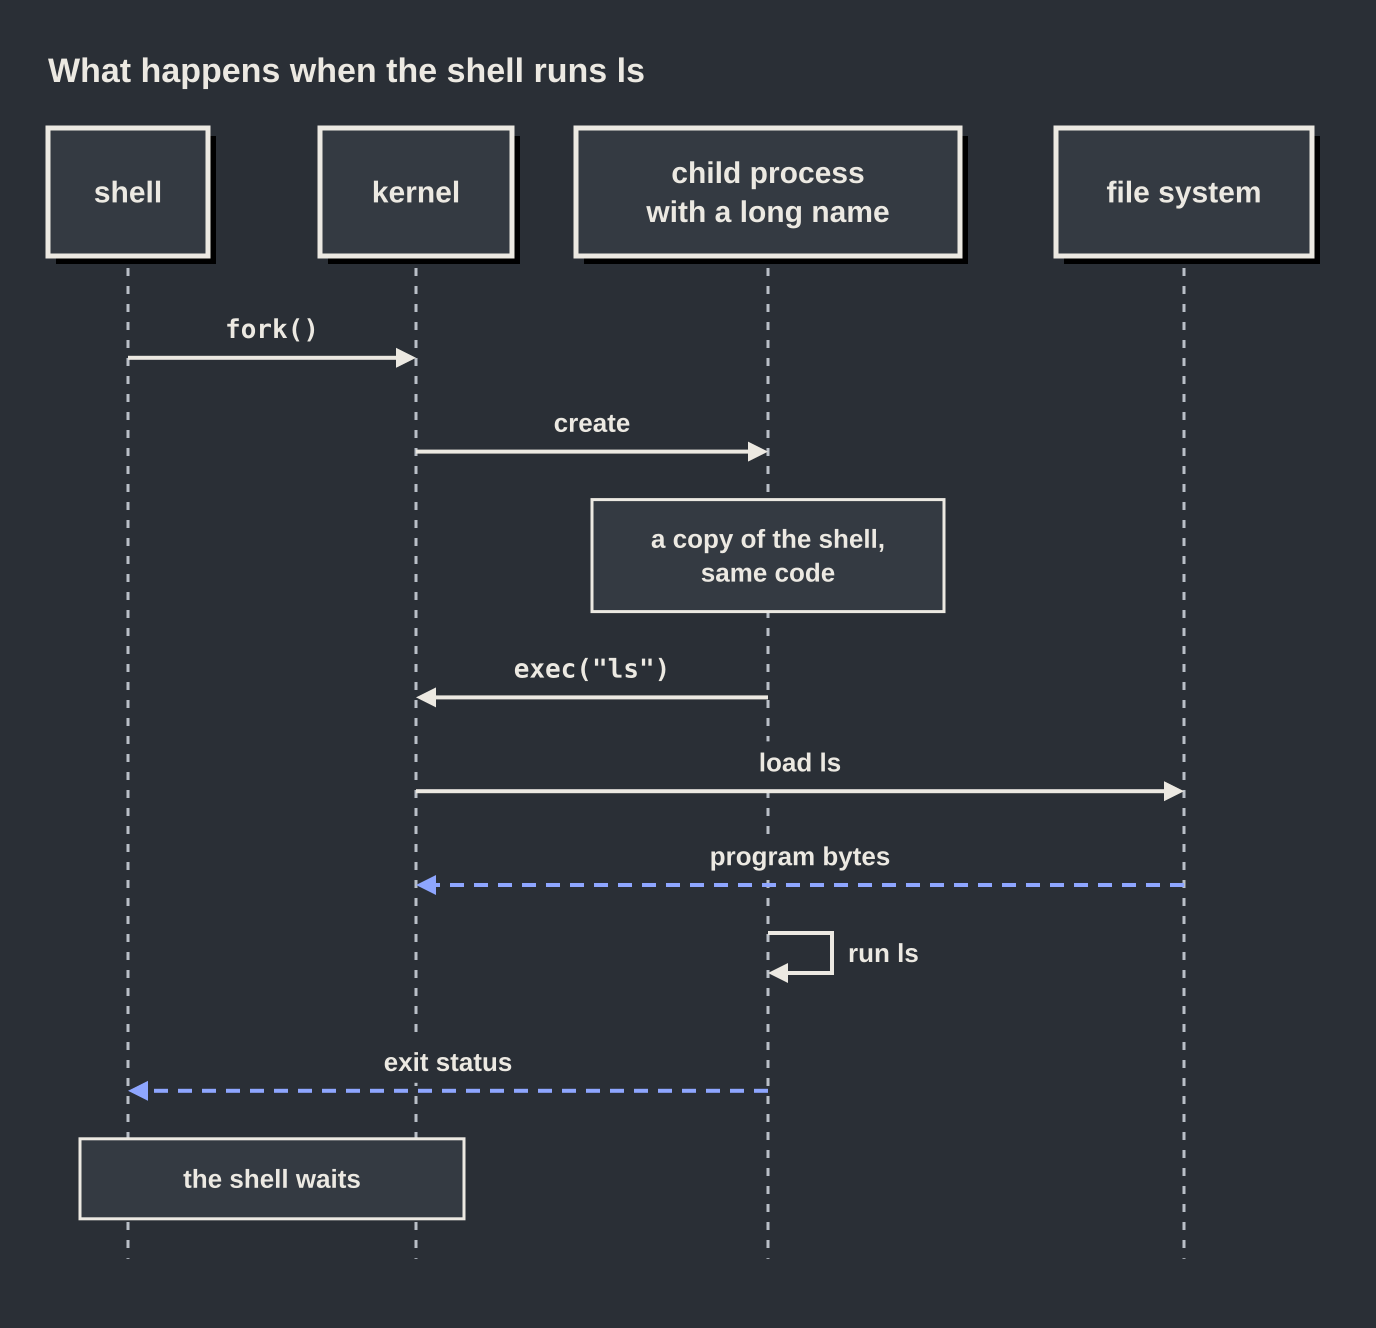 What happens when the shell runs ls
shell
kernel
child process
with a long name
file system
fork()
create
a copy of the shell,
same code
exec("ls")
load ls
program bytes
run ls
exit status
the shell waits